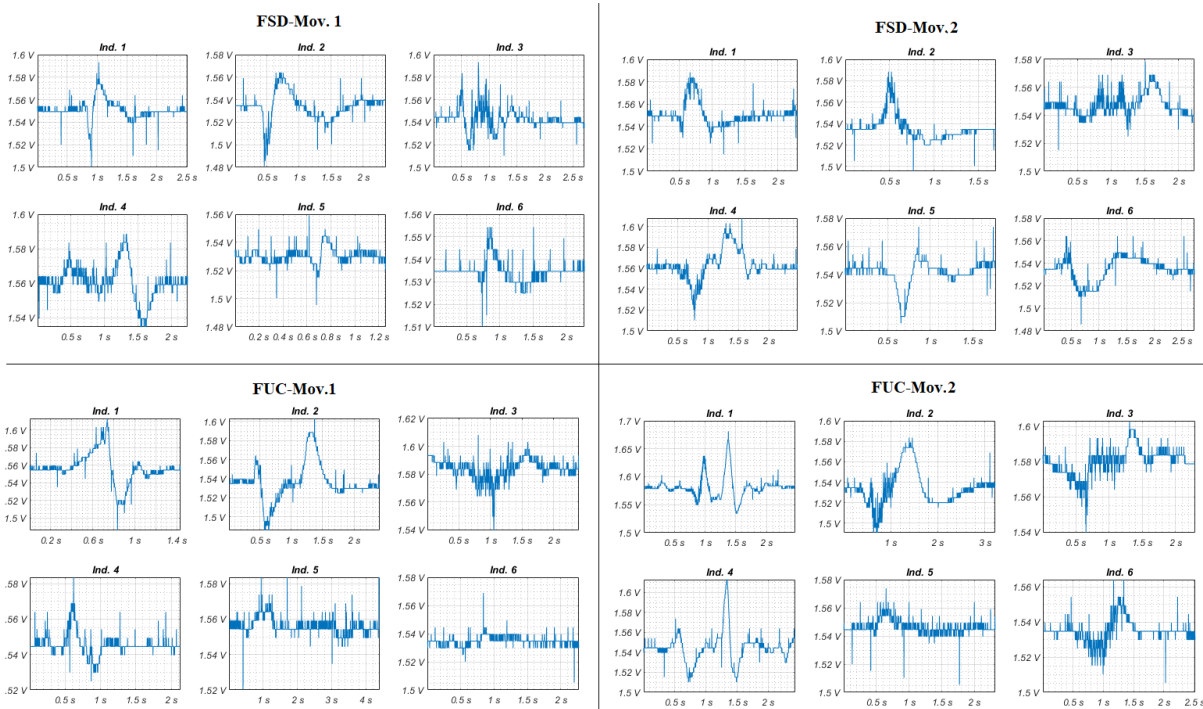 FSD-Mov. 1
Ind. 1
1.6 V
1.58 V
1.56 V
1.54 V
1.52 V
1.5 V
0.5 s 1 s 1.5 s 2 s 2.5 s
Ind. 2
1.58 V
1.56 V
1.54 V
1.52 V
1.5 V
1.48 V
0.5 s 1 s 1.5 s 2 s
Ind. 3
1.6 V
1.58 V
1.56 V
1.54 V
1.52 V
1.5 V
0.5 s 1 s 1.5 s 2 s 2.5 s
Ind. 4
1.6 V
1.58 V
1.56 V
1.54 V
0.5 s 1 s 1.5 s 2 s
Ind. 5
1.56 V
1.54 V
1.52 V
1.5 V
1.48 V
0.2 s 0.4 s 0.6 s 0.8 s 1 s 1.2 s
Ind. 6
1.56 V
1.55 V
1.54 V
1.53 V
1.52 V
1.51 V
0.5 s 1 s 1.5 s 2 s
FSD-Mov.2
Ind. 1
1.6 V
1.58 V
1.56 V
1.54 V
1.52 V
1.5 V
0.5 s 1 s 1.5 s 2 s
Ind. 2
1.6 V
1.56 V
1.54 V
1.52 V
1.5 V
0.5 s 1 s 1.5 s
Ind. 3
1.58 V
1.56 V
1.54 V
1.52 V
1.5 V
0.5 s 1 s 1.5 s 2 s
Ind. 4
1.6 V
1.58 V
1.56 V
1.54 V
1.52 V
1.5 V
0.5 s 1 s 1.5 s 2 s
Ind. 5
1.58 V
1.56 V
1.54 V
1.52 V
1.5 V
0.5 s 1 s 1.5 s
Ind. 6
1.58 V
1.56 V
1.54 V
1.52 V
1.5 V
1.48 V
0.5 s 1 s 1.5 s 2 s 2.5 s
FUC-Mov.1
Ind. 1
1.6 V
1.58 V
1.56 V
1.54 V
1.52 V
1.5 V
0.2 s 0.6 s 1 s 1.4 s
Ind. 2
1.6 V
1.58 V
1.56 V
1.54 V
1.52 V
1.5 V
0.5 s 1 s 1.5 s 2 s
Ind. 3
1.62 V
1.6 V
1.58 V
1.56 V
1.54 V
0.5 s 1 s 1.5 s 2 s
Ind. 4
1.58 V
1.56 V
1.54 V
1.52 V
0.5 s 1 s 1.5 s 2 s
Ind. 5
1.58 V
1.56 V
1.54 V
1.52 V
1 s 2 s 3 s 4 s
Ind. 6
1.58 V
1.56 V
1.54 V
1.52 V
1.5 V
0.5 s 1 s 1.5 s 2 s
FUC-Mov.2
Ind. 1
1.7 V
1.6 V
1.55 V
1.5 V
0.5 s 1 s 1.5 s 2 s
Ind. 2
1.6 V
1.58 V
1.56 V
1.54 V
1.52 V
1.5 V
1 s 2 s 3 s
Ind. 3
1.6 V
1.58 V
1.56 V
1.54 V
0.5 s 1 s 1.5 s 2 s
Ind. 4
1.6 V
1.58 V
1.56 V
1.54 V
1.52 V
1.5 V
0.5 s 1 s 1.5 s 2 s
Ind. 5
1.58 V
1.56 V
1.54 V
1.52 V
1.5 V
0.5 s 1 s 1.5 s 2 s
Ind. 6
1.56 V
1.54 V
1.52 V
1.5 V
0.5 s 1 s 1.5 s 2 s 2.5 s